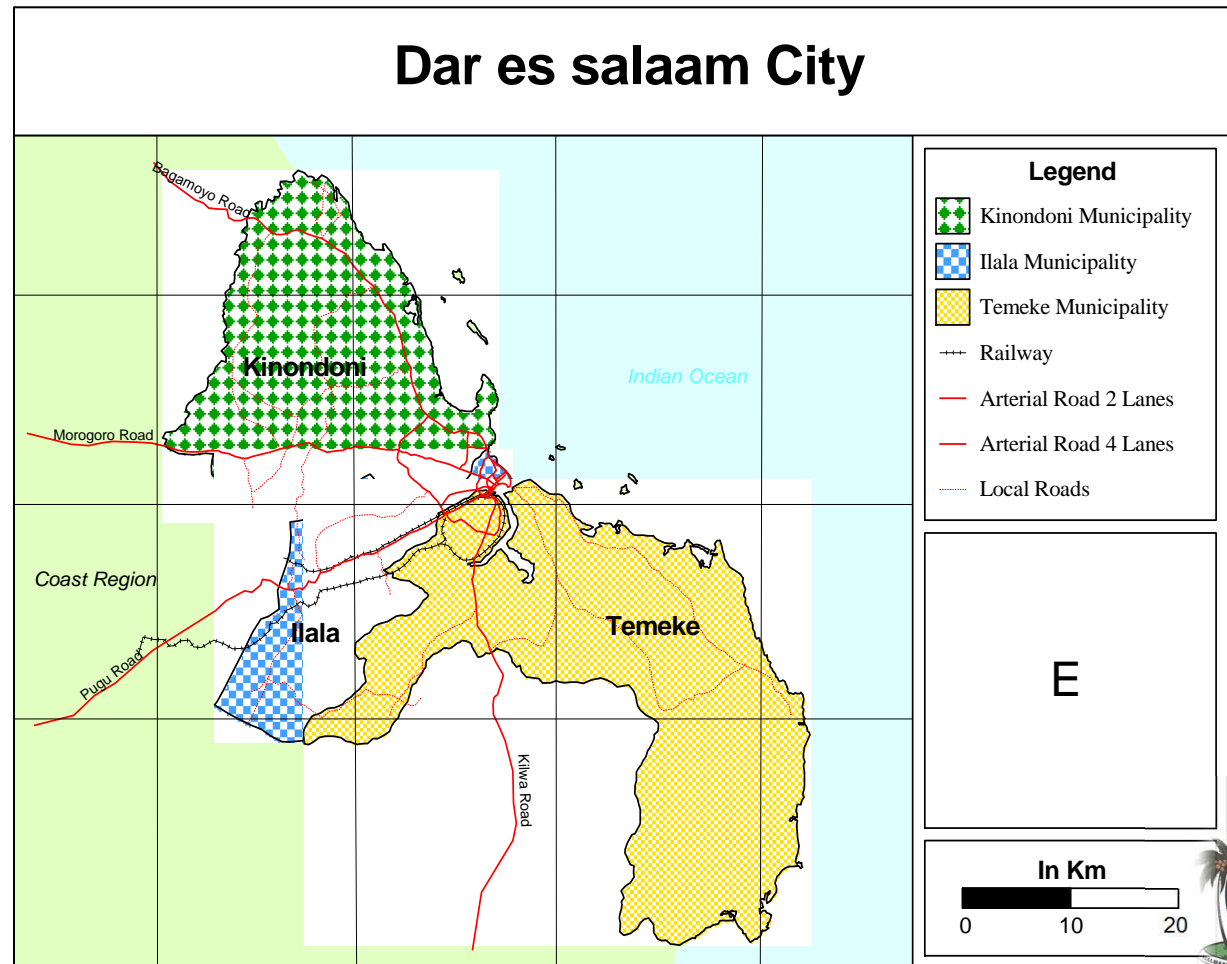 Dar es salaam City
Bagamoyo Road
Kinondoni
Indian Ocean
Morogoro Road
Coast Region
Ilala
Temeke
Pugu Road
Kilwa Road
Legend
Kinondoni Municipality
Ilala Municipality
Temeke Municipality
Railway
Arterial Road 2 Lanes
Arterial Road 4 Lanes
Local Roads
E
In Km
0 10 20